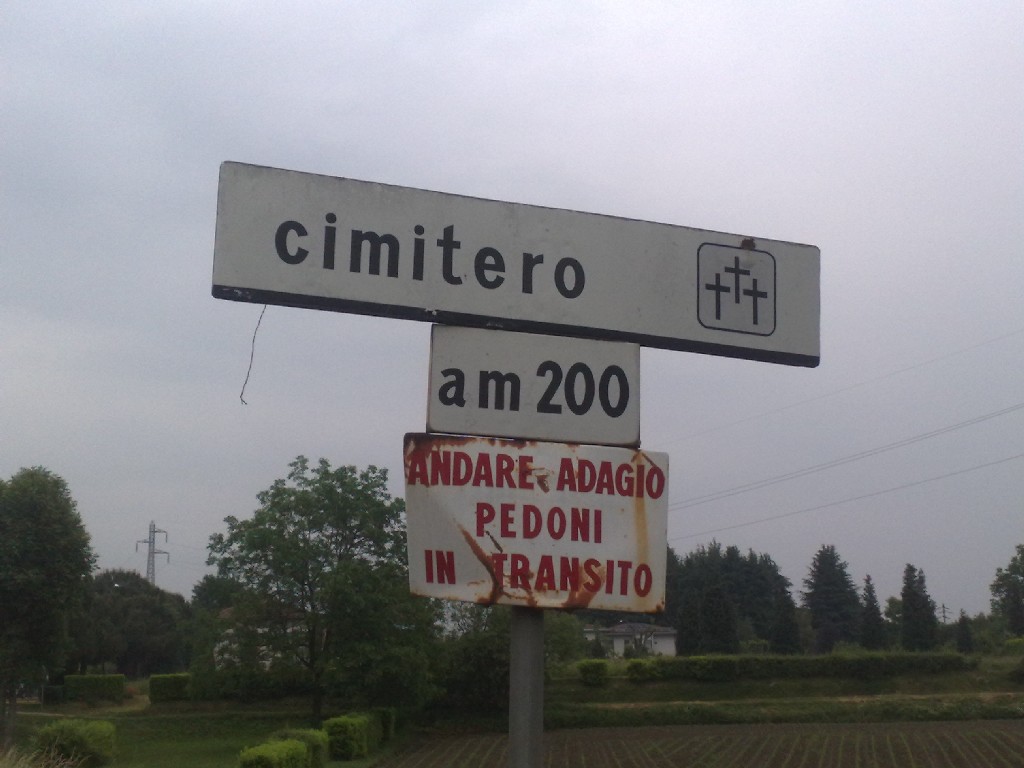 cimitero
am 200
ANDARE ADAGIO
PEDONI
IN TRANSITO